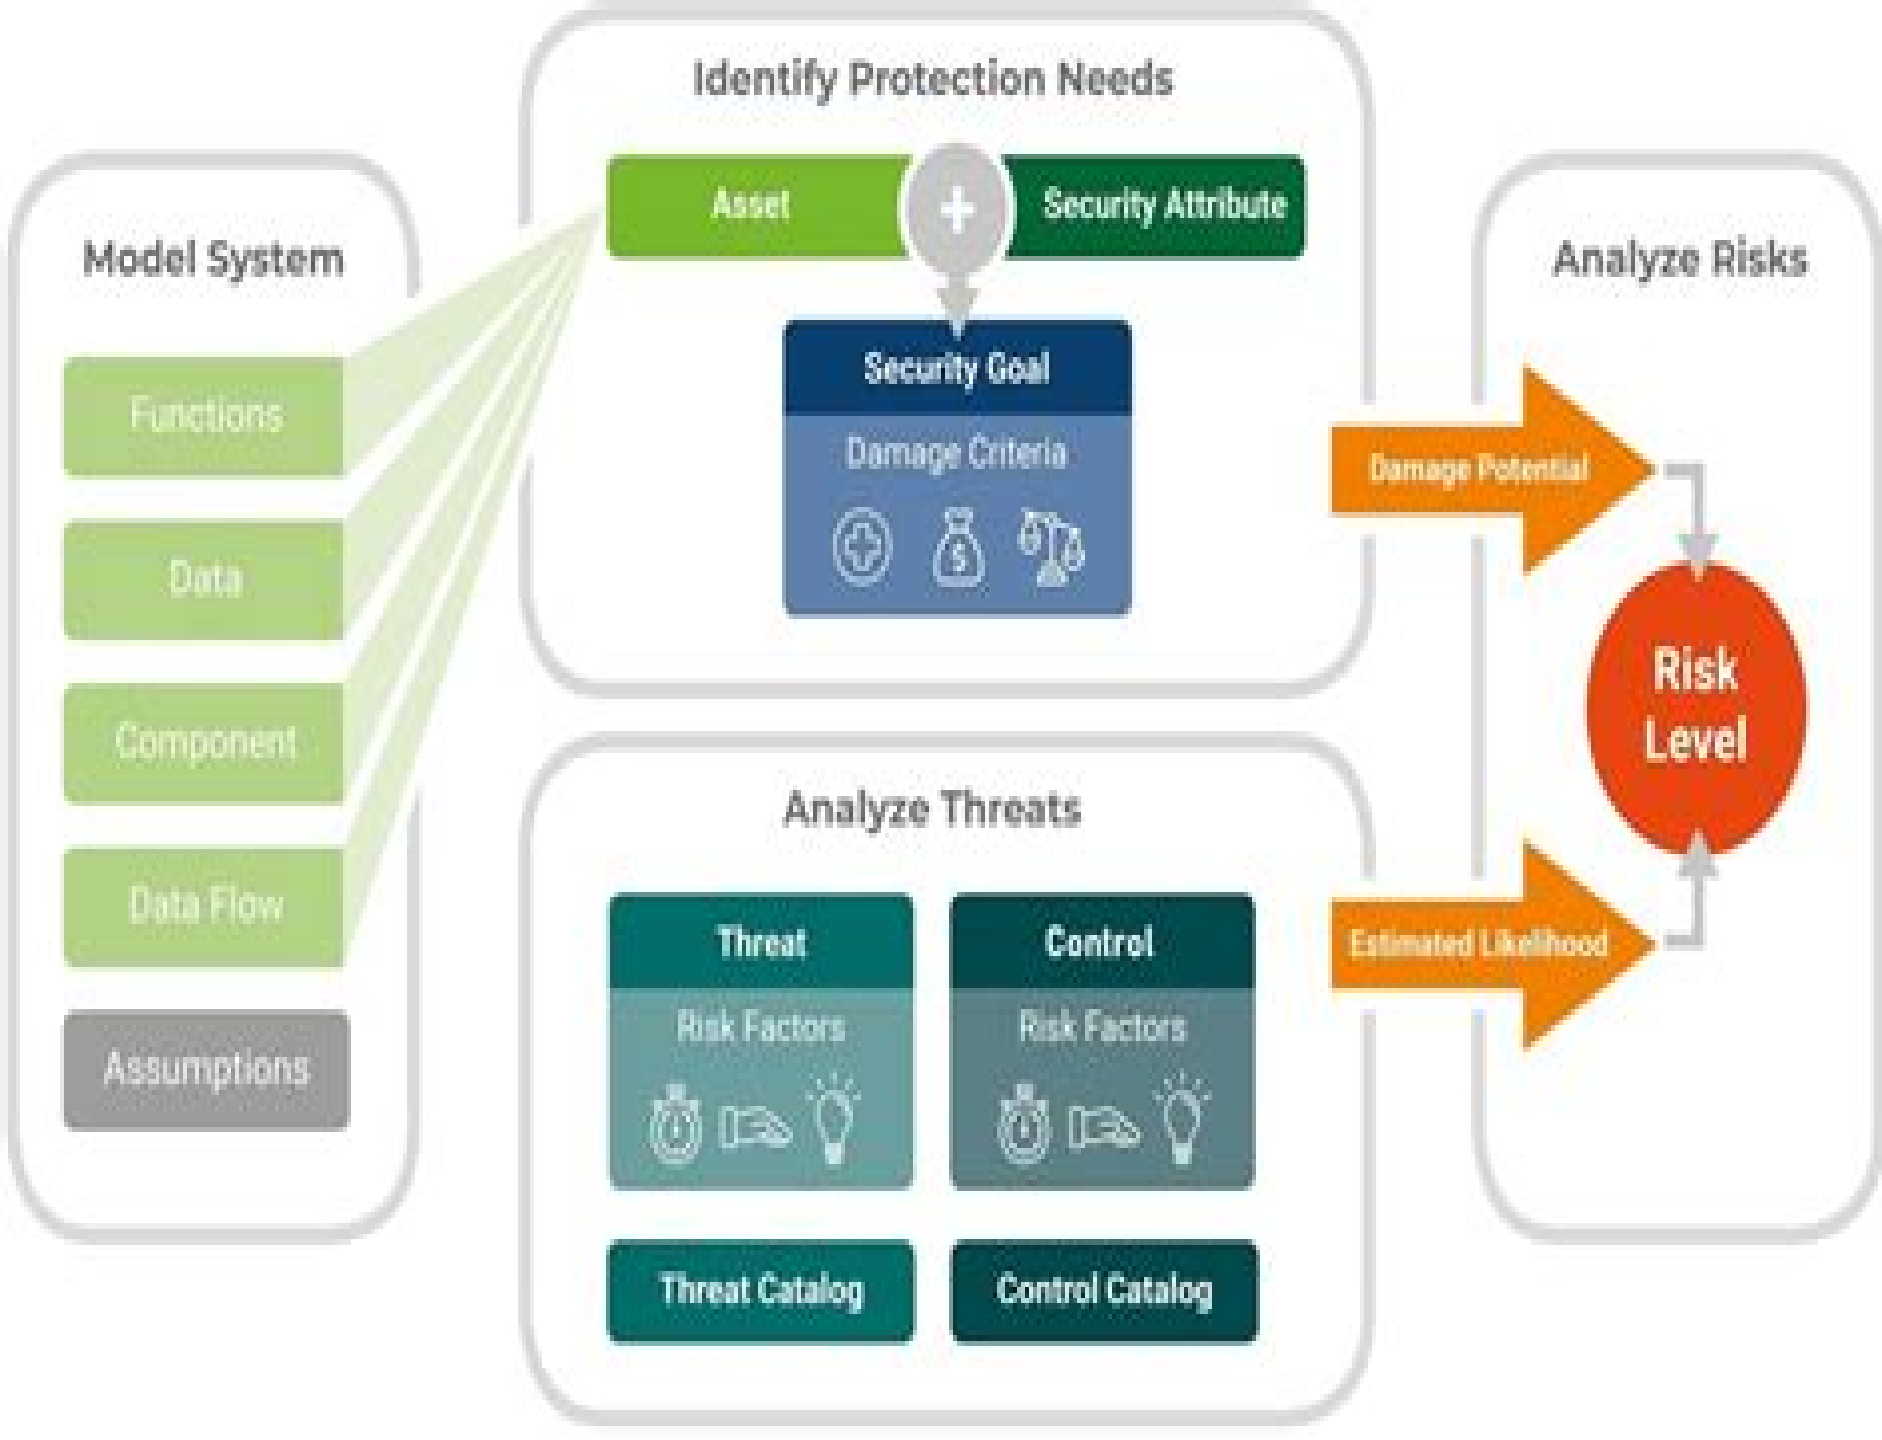 Identify Protection Needs
Asset
+
Security Attribute
Security Goal
Damage Criteria
$
Model System
Functions
Data
Component
Data Flow
Assumptions
Analyze Threats
Threat
Risk Factors
Control
Risk Factors
Threat Catalog
Control Catalog
Analyze Risks
Damage Potential
Risk
Level
Estimated Likelihood